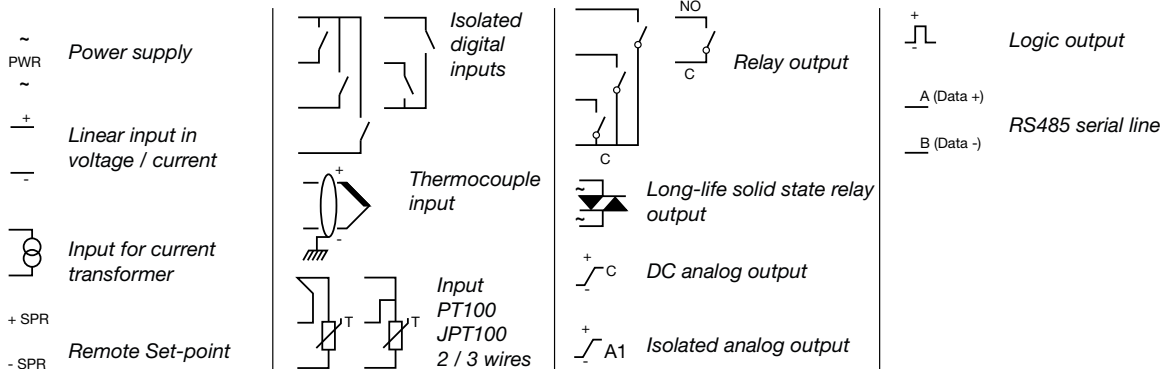 ~
PWR
~
Power supply
+
-
Linear input in
voltage / current
Input for current
transformer
+ SPR
- SPR
Remote Set-point
Isolated
digital
inputs
+
-
Thermocouple
input
T
T
Input
PT100
JPT100
2 / 3 wires
C
NO
C
Relay output
~
~
Long-life solid state relay
output
+
-
C
DC analog output
+
-
A1
Isolated analog output
+
-
Logic output
A (Data +)
B (Data -)
RS485 serial line